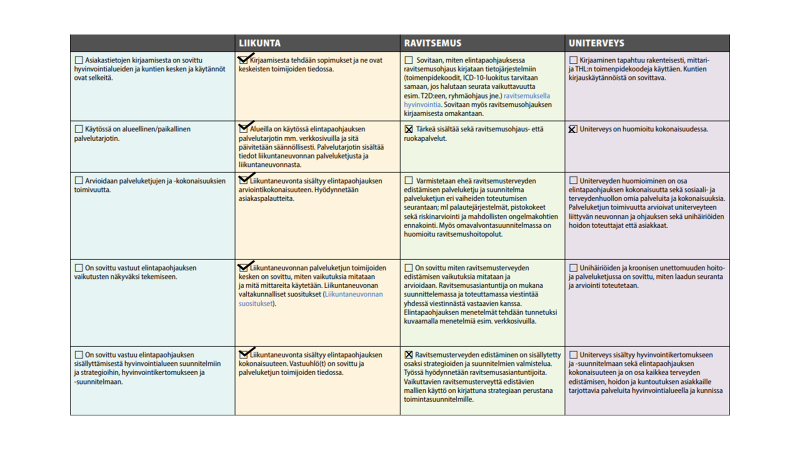 LIIKUNTA
RAVITSEMUS
UNITERVEYS
Asiakastietojen kirjaamisesta on sovittu
hyvinvointialueiden ja kuntien kesken ja käytännöt
ovat selkeitä.
Kirjaamisesta tehdään sopimukset ja ne ovat
keskeisten toimijoiden tiedossa.
Sovitaan, miten elintapaohjauksessa
ravitsemusohjaus kirjataan tietojärjestelmiin
(toimenpidekoodit, ICD-10-luokitus tarvitaan
samaan, jos halutaan seurata vaikuttavuutta
esim. T2D:een, ryhmäohjaus jne.) ravitsemuksella
hyvinvointia. Sovitaan myös ravitsemusohjauksen
kirjaamisesta omakantaan.
Kirjaaminen tapahtuu rakenteisesti, mittari-
ja THL:n toimenpidekoodeja käyttäen. Kuntien
kirjauskäytännöistä on sovittava.
Käytössä on alueellinen/paikallinen
palvelutarjotin.
Alueilla on käytössä elintapaohjauksen
palvelutarjotin mm. verkkosivuilla ja sitä
päivitetään säännöllisesti. Palvelutarjotin sisältää
tiedot liikuntaneuvonnan palveluketjusta ja
liikuntaneuvonnasta.
Tärkeä sisältää sekä ravitsemusohjaus- että
ruokapalvelut.
Uniterveys on huomioitu kokonaisuudessa.
Arvioidaan palveluketjujen ja -kokonaisuuksien
toimivuutta.
Liikuntaneuvonta sisältyy elintapaohjauksen
arviointikokonaisuuteen. Hyödynnetään
asiakaspalautteita.
Varmistetaan eheä ravitsemusterveyden
edistämisen palveluketju ja suunnitelma
palveluketjun eri vaiheiden toteutumisen
seurantaan; ml palautejärjestelmät, pistokokeet
sekä riskinarviointi ja mahdollisten ongelmakohtien
ennakointi. Myös omavalvontasuunnitelmassa on
huomioitu ravitsemushoitopolut.
Uniterveyden huomioiminen on osa
elintapaohjauksen kokonaisuutta sekä sosiaali- ja
terveydenhuollon omia palveluita ja kokonaisuuksia.
Palveluketjun toimivuutta arvioivat uniterveyteen
liittyvän neuvonnan ja ohjauksen sekä unihäiriöiden
hoidon toteuttajat että asiakkaat.
On sovittu vastuut elintapaohjauksen
vaikutusten näkyväksi tekemiseen.
Liikuntaneuvonnan palveluketjun toimijoiden
kesken on sovittu, miten vaikutuksia mitataan
ja mitä mittareita käytetään. Liikuntaneuvonnan
valtakunnalliset suositukset (Liikuntaneuvonnan
suositukset).
On sovittu miten ravitsemusterveyden
edistämisen vaikutuksia mitataan ja
arvioidaan. Ravitsemusasiantuntija on mukana
suunnittelemassa ja toteuttamassa viestintää
yhdessä viestinnästä vastaavien kanssa.
Elintapaohjauksen menetelmät tehdään tunnetuksi
kuvaamalla menetelmiä esim. verkkosivuilla.
Unihäiriöiden ja kroonisen unettomuuden hoito-
ja palveluketjussa on sovittu, miten laadun seuranta
ja arviointi toteutetaan.
On sovittu vastuu elintapaohjauksen
sisällyttämisestä hyvinvointialueen suunnitelmiin
ja strategioihin, hyvinvointikertomukseen ja
-suunnitelmaan.
Liikuntaneuvonta sisältyy elintapaohjauksen
kokonaisuuteen. Vastuuhlö(t) on sovittu ja
palveluketjun toimijoiden tiedossa.
Ravitsemusterveyden edistäminen on sisällytetty
osaksi strategioiden ja suunnitelmien valmistelua.
Työssä hyödynnetään ravitsemusasiantuntijoita.
Vaikuttavien ravitsemusterveyttä edistävien
mallien käyttö on kirjattuna strategiaan perustana
toimintasuunnitelmille.
Uniterveys sisältyy hyvinvointikertomukseen
ja -suunnitelmaan sekä elintapaohjauksen
kokonaisuuteen ja on osa kaikkea terveyden
edistämisen, hoidon ja kuntoutuksen asiakkaille
tarjottavia palveluita hyvinvointialueella ja kunnissa